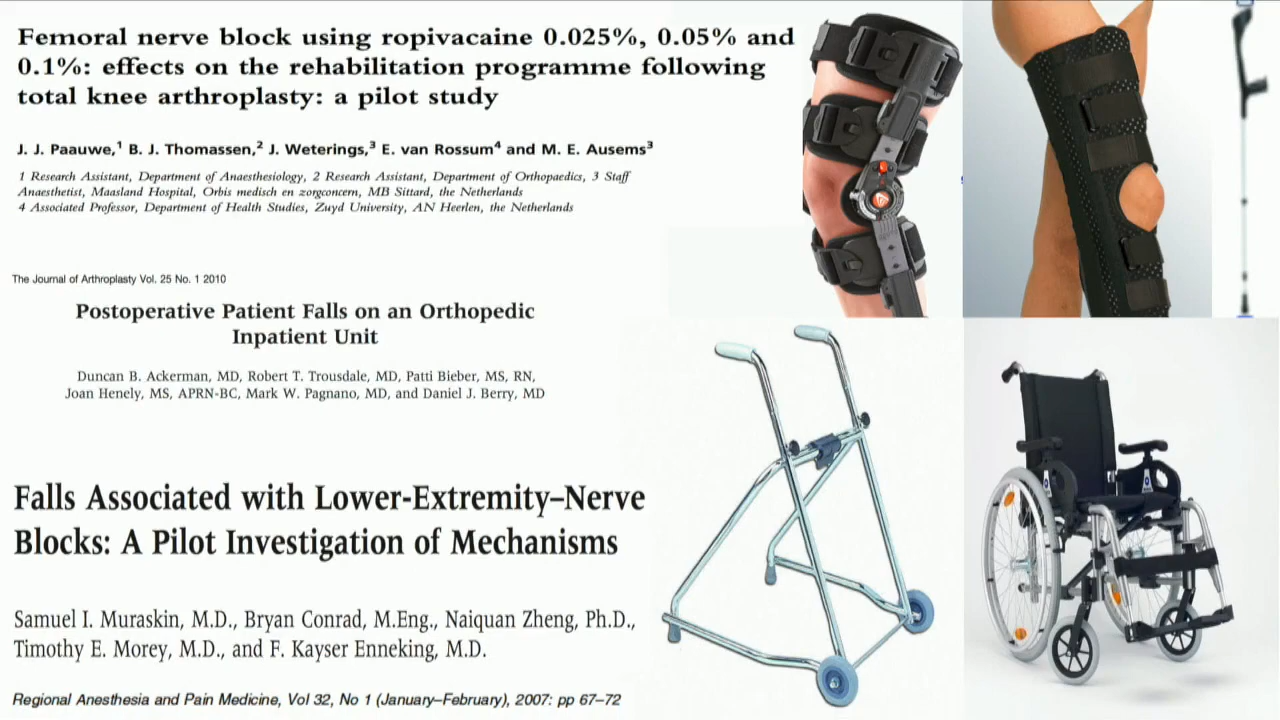 Femoral nerve block using ropivacaine 0.025%, 0.05% and
0.1%: effects on the rehabilitation programme following
total knee arthroplasty: a pilot study
J. J. Paauwe,¹ B. J. Thomassen,² J. Weterings,³ E. van Rossum⁴ and M. E. Ausems³
1 Research Assistant, Department of Anaesthesiology, 2 Research Assistant, Department of Orthopaedics, 3 Staff
Anaesthetist, Maasland Hospital, Orbis medisch en zorgconcern, MB Sittard, the Netherlands
4 Associated Professor, Department of Health Studies, Zuyd University, AN Heerlen, the Netherlands
The Journal of Arthroplasty Vol. 25 No. 1 2010
Postoperative Patient Falls on an Orthopedic
Inpatient Unit
Duncan B. Ackerman, MD, Robert T. Trousdale, MD, Patti Bieber, MS, RN,
Joan Henely, MS, APRN-BC, Mark W. Pagnano, MD, and Daniel J. Berry, MD
Falls Associated with Lower-Extremity–Nerve
Blocks: A Pilot Investigation of Mechanisms
Samuel I. Muraskin, M.D., Bryan Conrad, M.Eng., Naiquan Zheng, Ph.D.,
Timothy E. Morey, M.D., and F. Kayser Enneking, M.D.
Regional Anesthesia and Pain Medicine, Vol 32, No 1 (January–February), 2007: pp 67–72